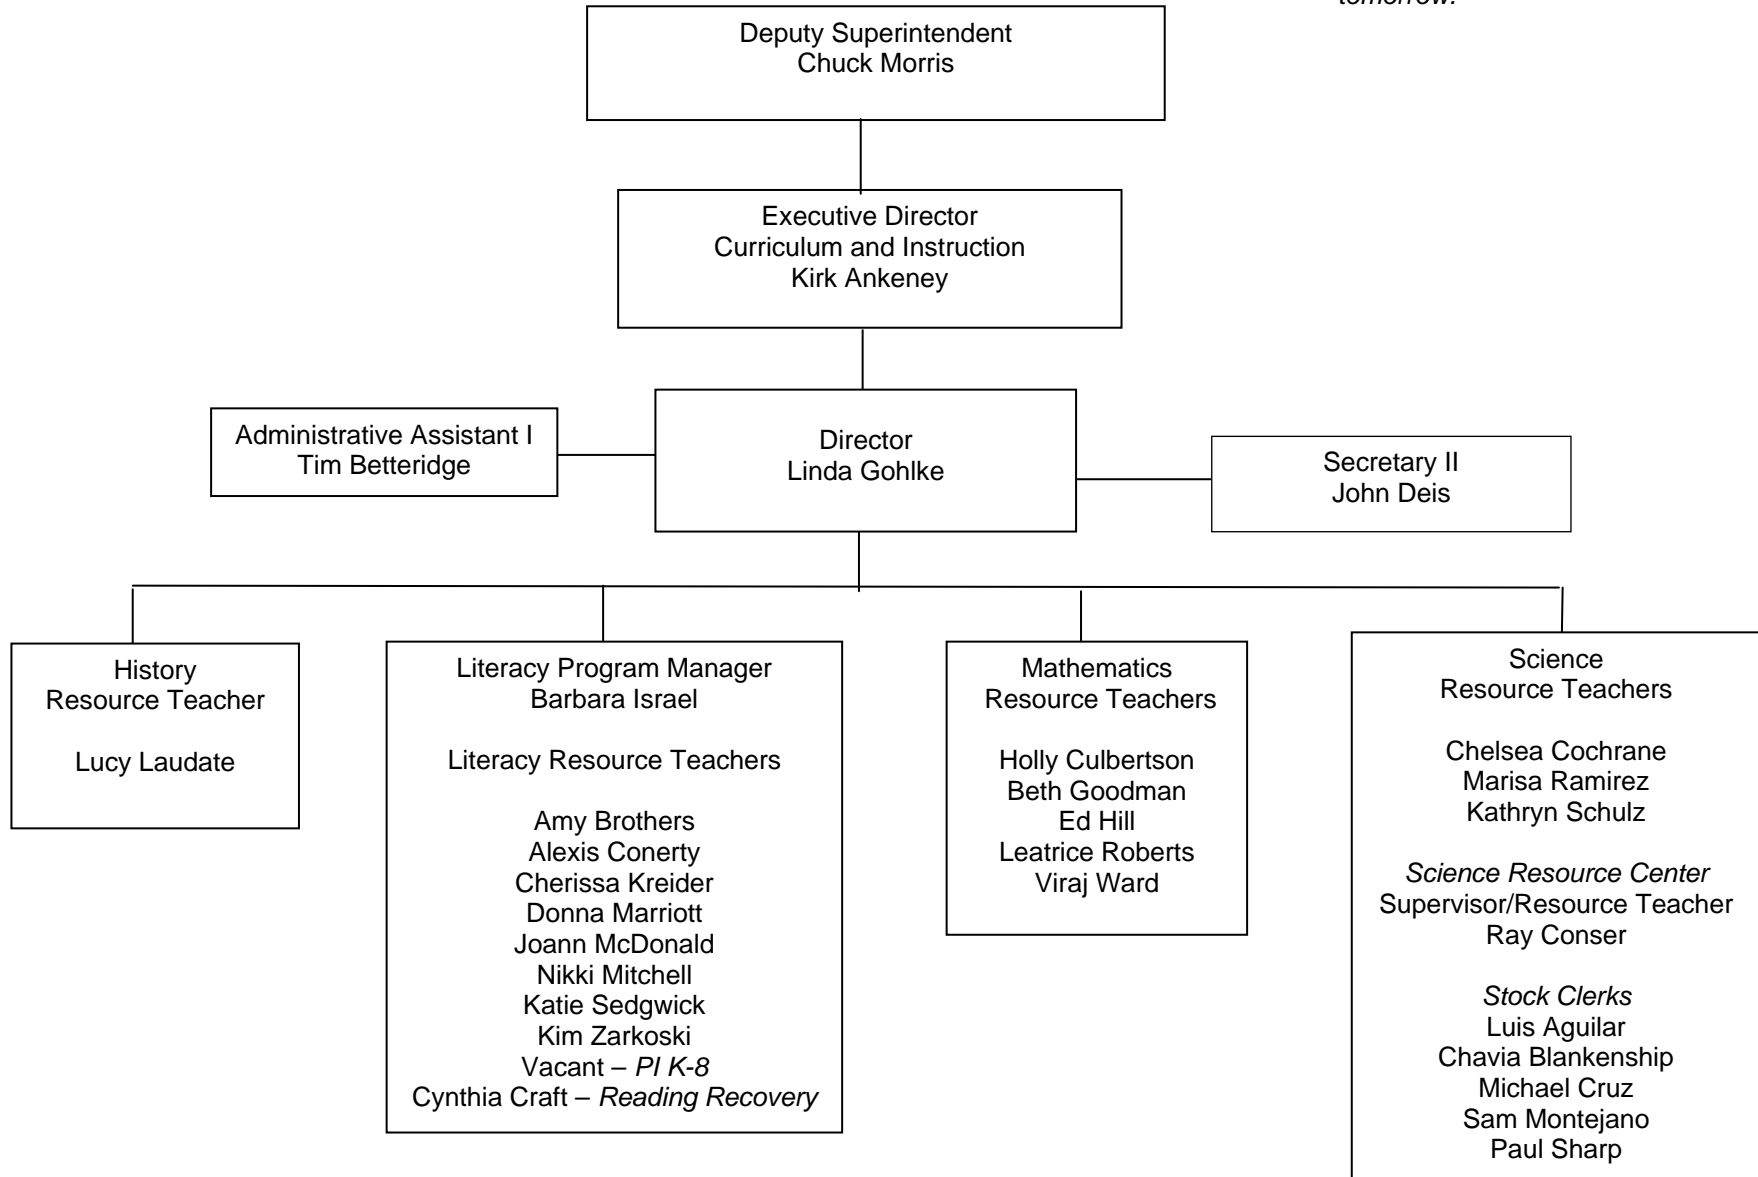 tomorrow.
Deputy Superintendent
Chuck Morris
Executive Director
Curriculum and Instruction
Kirk Ankeney
Administrative Assistant I
Tim Betteridge
Director
Linda Gohlke
Secretary II
John Deis
History
Resource Teacher
Lucy Laudate
Literacy Program Manager
Barbara Israel
Literacy Resource Teachers
Amy Brothers
Alexis Conerty
Cherissa Kreider
Donna Marriott
Joann McDonald
Nikki Mitchell
Katie Sedgwick
Kim Zarkoski
Vacant – PI K-8
Cynthia Craft – Reading Recovery
Mathematics
Resource Teachers
Holly Culbertson
Beth Goodman
Ed Hill
Leatrice Roberts
Viraj Ward
Science
Resource Teachers
Chelsea Cochrane
Marisa Ramirez
Kathryn Schulz
Science Resource Center
Supervisor/Resource Teacher
Ray Conser
Stock Clerks
Luis Aguilar
Chavia Blankenship
Michael Cruz
Sam Montejano
Paul Sharp